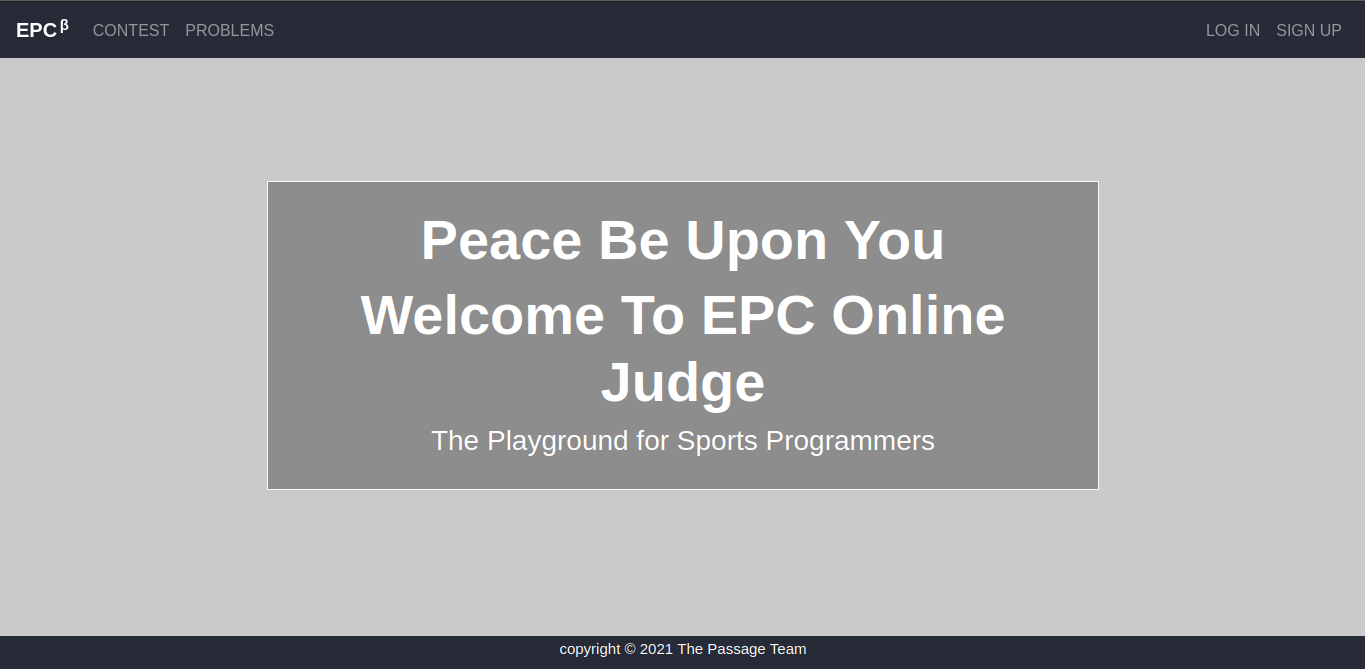 EPC β CONTEST PROBLEMS LOG IN SIGN UP
Peace Be Upon You
Welcome To EPC Online
Judge
The Playground for Sports Programmers
copyright © 2021 The Passage Team